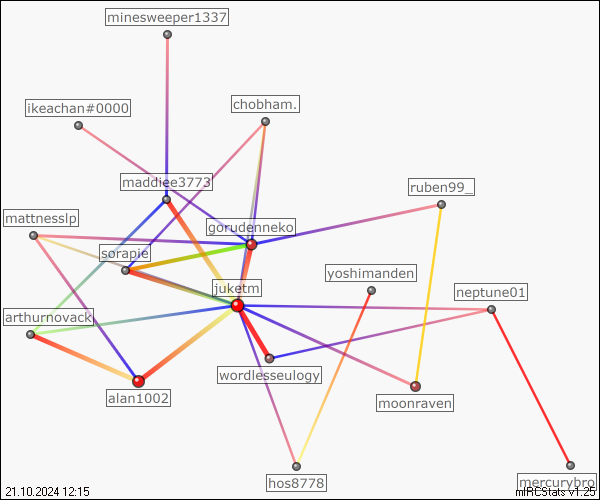 minesweeper1337
ikeachan#0000
chobham.
maddiee3773
ruben99_
mattnesslp
gorudenneko
sorapie
yoshimanden
juketm
neptune01
arthurnovack
wordlesseulogy
alan1002
moonraven
hos8778
mercurybro
21.10.2024 12:15
mIRCStats v1.25